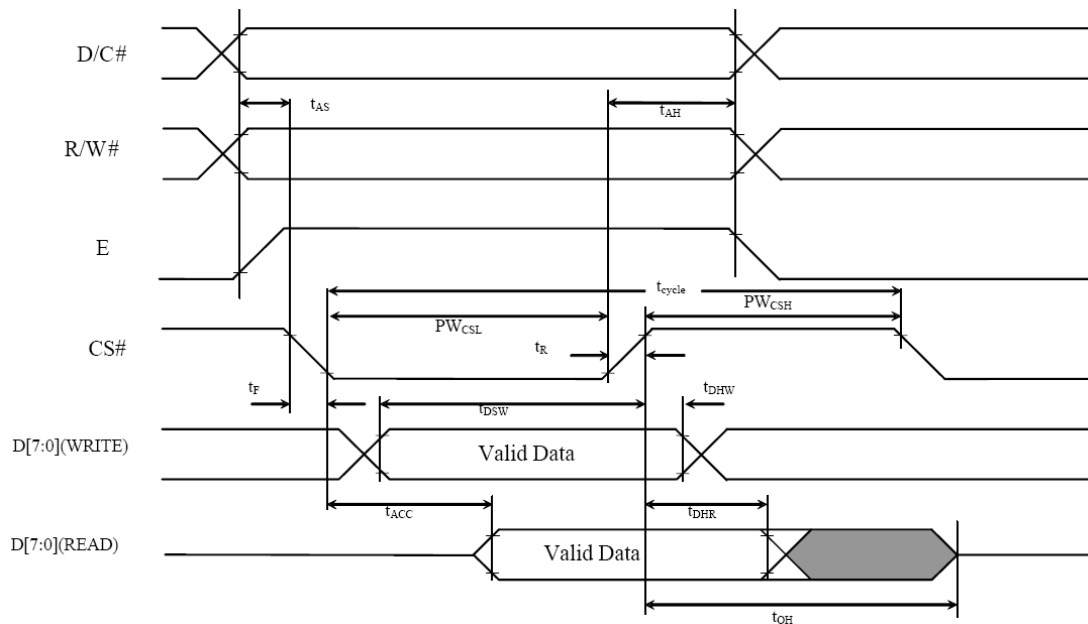 D/C#
tAS
tAH
R/W#
E
tcycle
PWCSL
PWCSH
CS#
tR
tF
tDSW
tDHW
D[7:0](WRITE)
Valid Data
tACC
tDHR
D[7:0](READ)
Valid Data
tOH